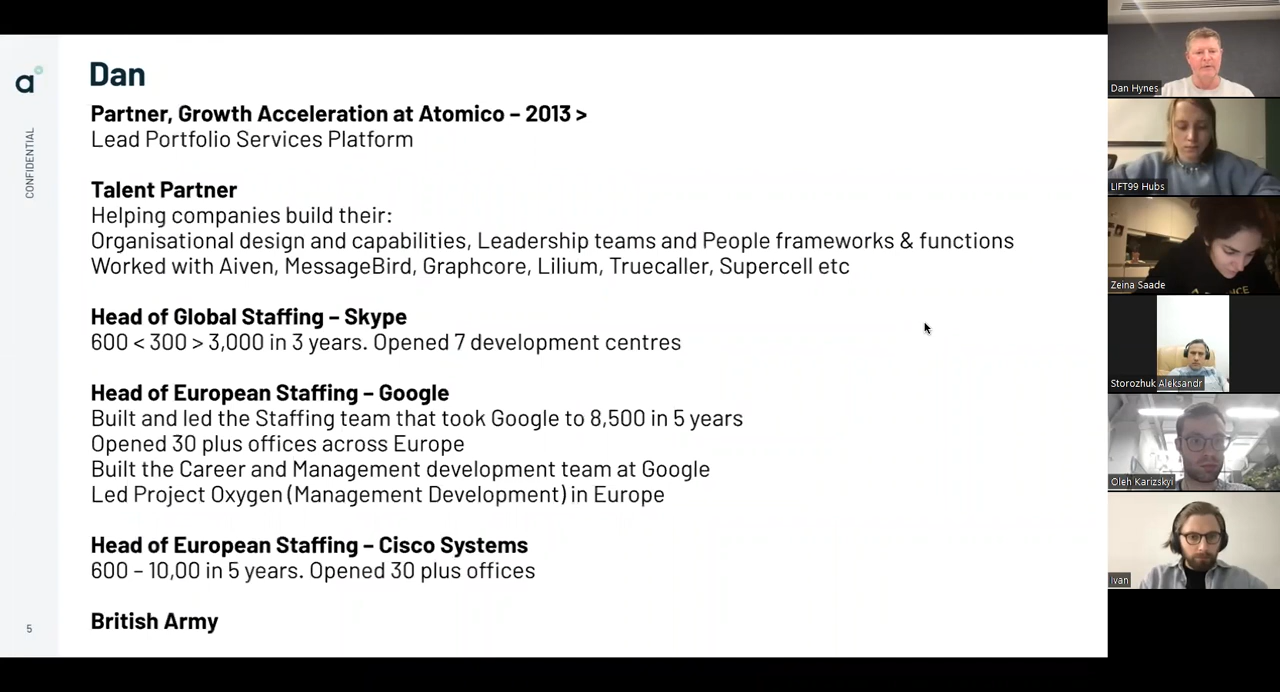 a
CONFIDENTIAL
5
Dan
Partner, Growth Acceleration at Atomico – 2013 >
Lead Portfolio Services Platform
Talent Partner
Helping companies build their:
Organisational design and capabilities, Leadership teams and People frameworks & functions
Worked with Aiven, MessageBird, Graphcore, Lilium, Truecaller, Supercell etc
Head of Global Staffing – Skype
600 < 300 > 3,000 in 3 years. Opened 7 development centres
Head of European Staffing – Google
Built and led the Staffing team that took Google to 8,500 in 5 years
Opened 30 plus offices across Europe
Built the Career and Management development team at Google
Led Project Oxygen (Management Development) in Europe
Head of European Staffing – Cisco Systems
600 – 10,00 in 5 years. Opened 30 plus offices
British Army
Dan Hynes
LIFT99 Hubs
Zeina Saade
Storozhuk Aleksandr
Oleh Karizskyi
Ivan